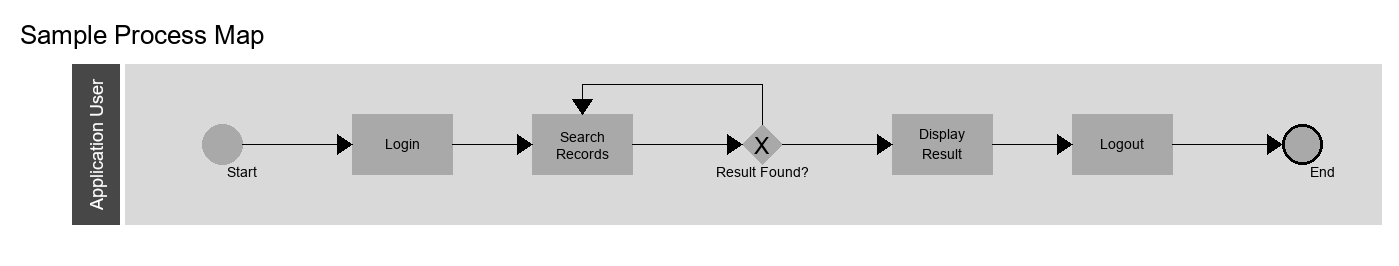 Sample Process Map
Application User
Start
Login
Search
Records
X
Result Found?
Display
Result
Logout
End